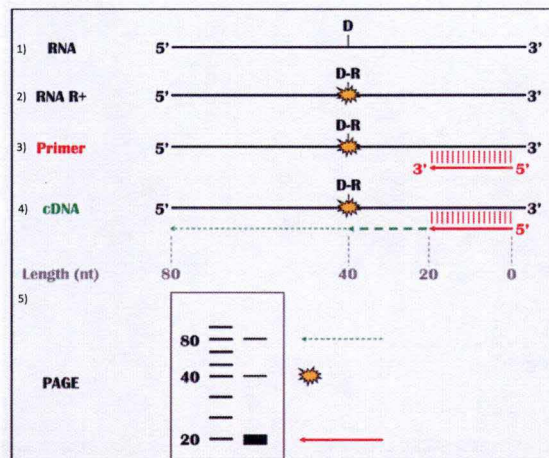 D
1) RNA 5' 3'
D-R
2) RNA R+ 5' 3'
D-R
3) Primer 5' 3'
3' 5'
D-R
4) cDNA 5' 3'
5'
Length (nt) 80 40 20 0
5)
80
PAGE 40
20